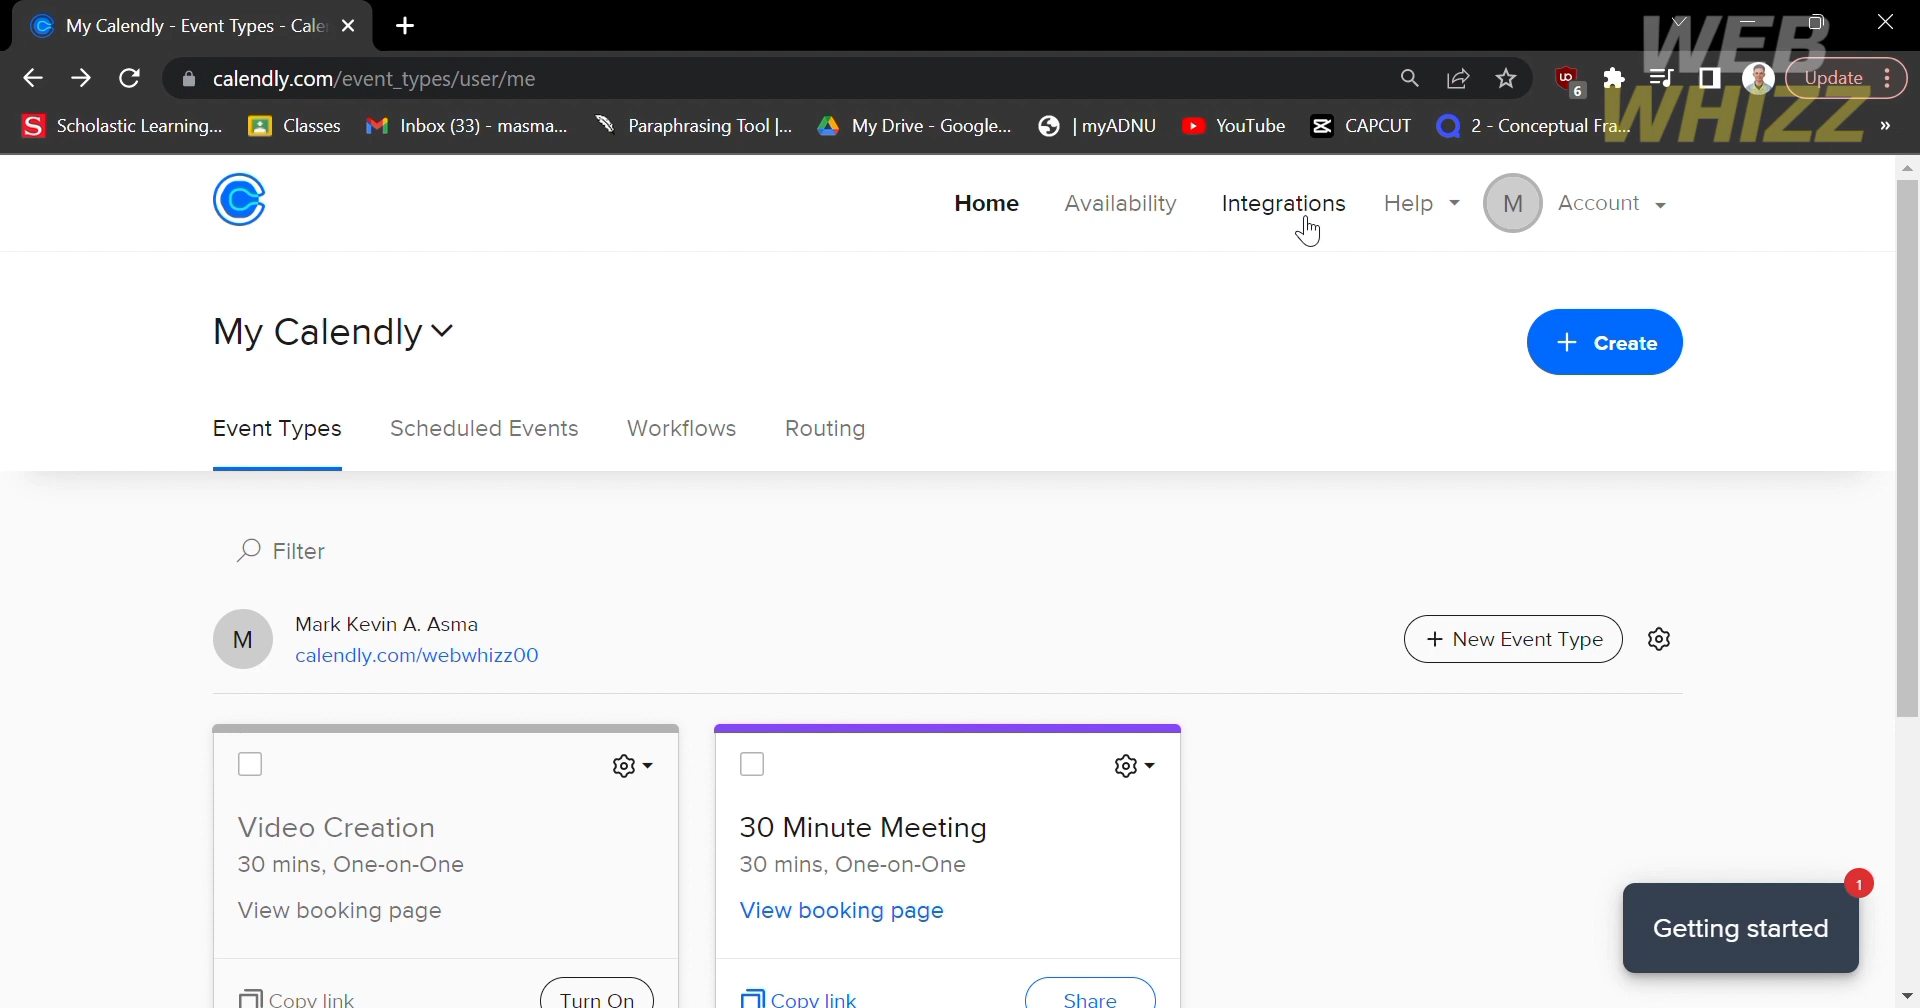 My Calendly - Event Types - Cale
calendly.com/event_types/user/me
6
Update
WEB
WHIZZ
Scholastic Learning...
Classes
Inbox (33) - masma...
Paraphrasing Tool |...
My Drive - Google...
| myADNU
YouTube
CAPCUT
2 - Conceptual Fra...
»
Home
Availability
Integrations
Help
M
Account
My Calendly
+ Create
Event Types
Scheduled Events
Workflows
Routing
Filter
M
Mark Kevin A. Asma
calendly.com/webwhizz00
+ New Event Type
Video Creation
30 mins, One-on-One
View booking page
Copy link
Turn On
30 Minute Meeting
30 mins, One-on-One
View booking page
Copy link
Share
1
Getting started